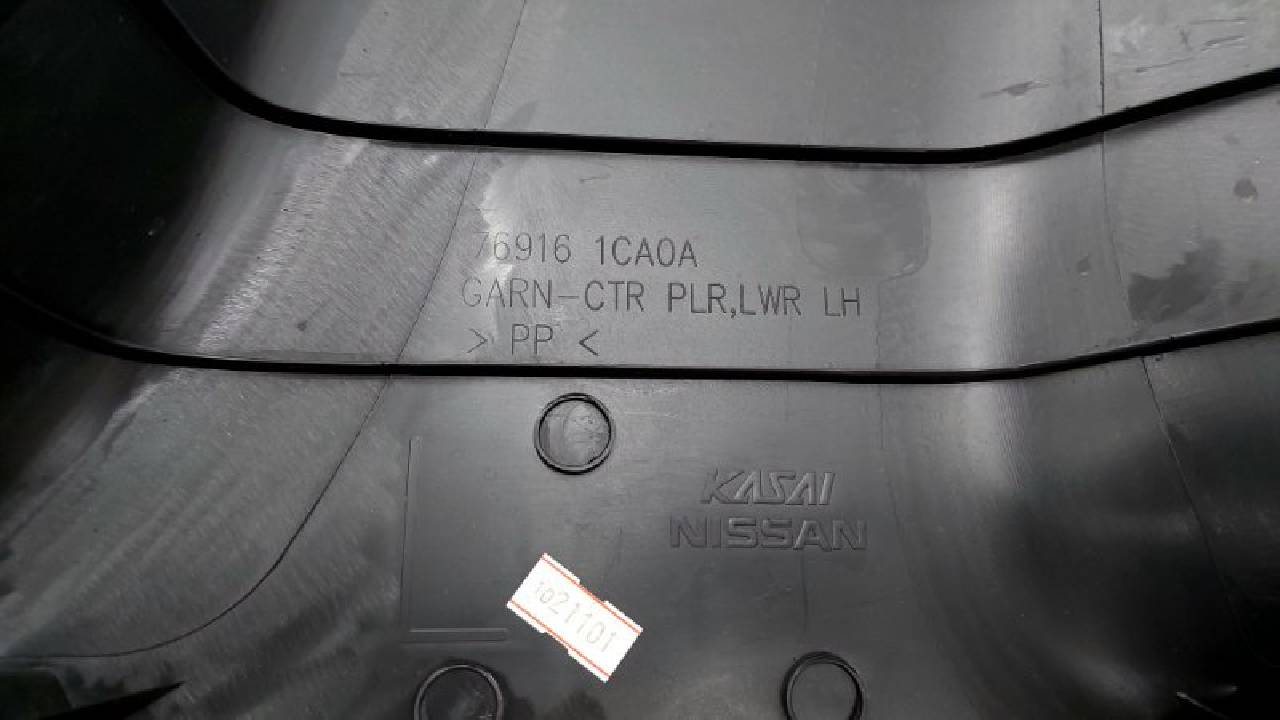 76916 1CA0A
GARN-CTR PLR,LWR LH
> PP <
KASAI
NISSAN
1021101